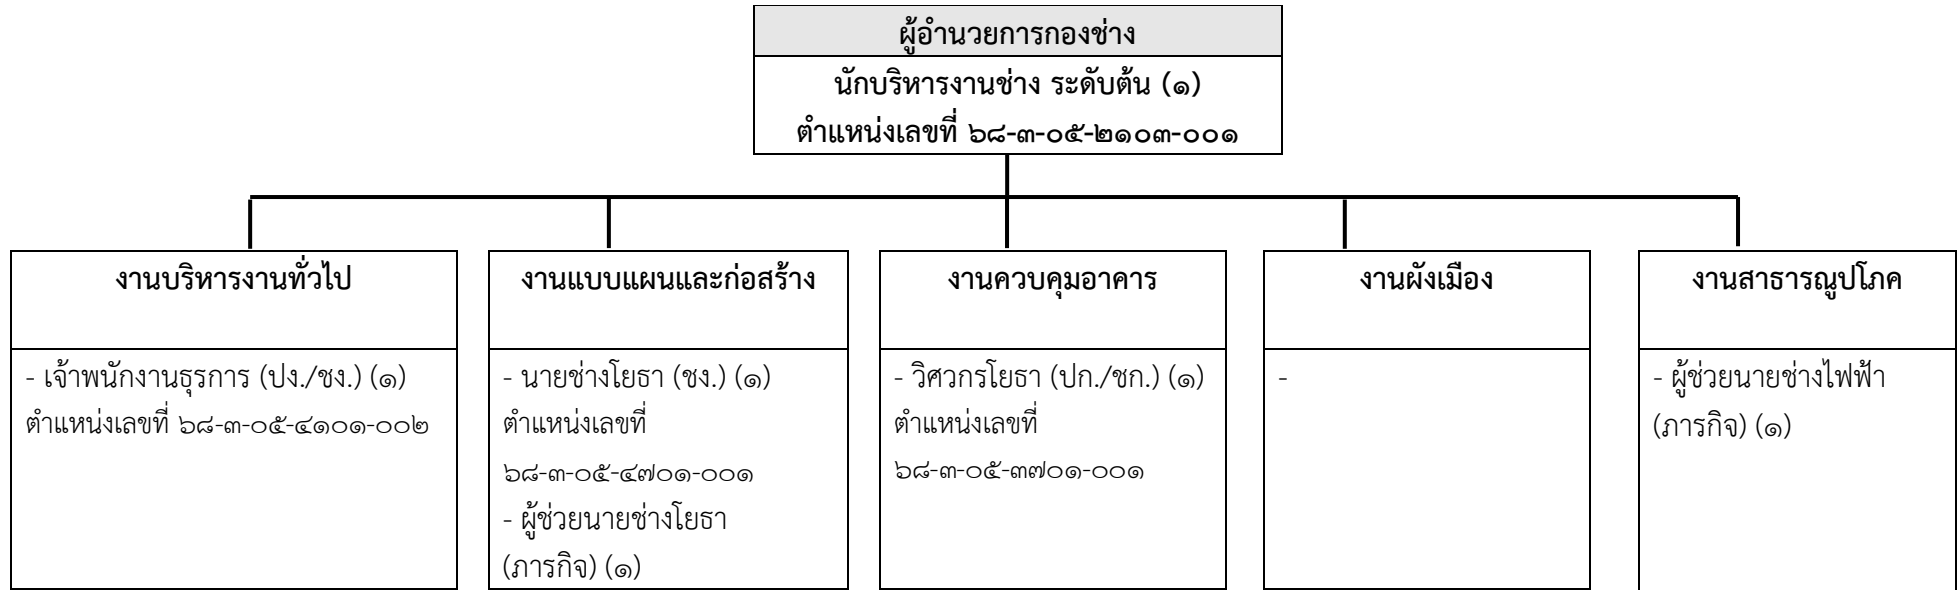 ผู้อำนวยการกองช่าง
นักบริหารงานช่าง ระดับต้น (๑)
ตำแหน่งเลขที่ ๖๘-๓-๐๕-๒๑๐๓-๐๐๑
งานบริหารงานทั่วไป
- เจ้าพนักงานธุรการ (ปง./ชง.) (๑)
ตำแหน่งเลขที่ ๖๘-๓-๐๕-๔๑๐๑-๐๐๒
งานแบบแผนและก่อสร้าง
- นายช่างโยธา (ชง.) (๑)
ตำแหน่งเลขที่
๖๘-๓-๐๕-๔๗๐๑-๐๐๑
- ผู้ช่วยนายช่างโยธา
(ภารกิจ) (๑)
งานควบคุมอาคาร
- วิศวกรโยธา (ปก./ชก.) (๑)
ตำแหน่งเลขที่
๖๘-๓-๐๕-๓๗๐๑-๐๐๑
งานผังเมือง
-
งานสาธารณูปโภค
- ผู้ช่วยนายช่างไฟฟ้า
(ภารกิจ) (๑)